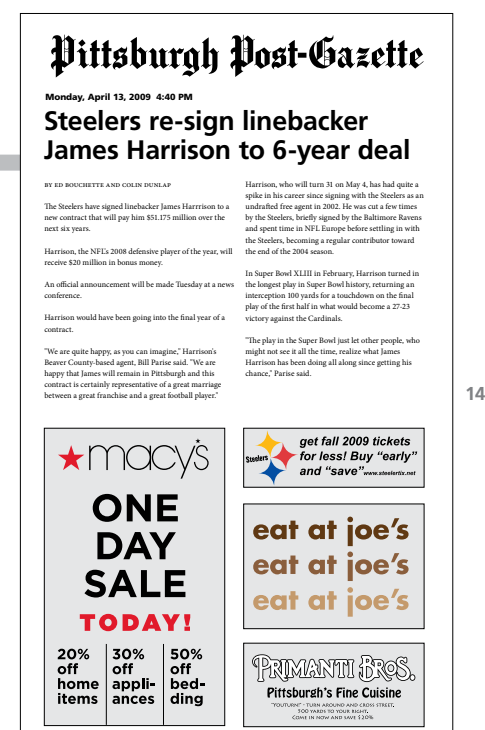 Pittsburgh Post-Gazette
Monday, April 13, 2009  4:40 PM
Steelers re-sign linebacker
James Harrison to 6-year deal
BY ED BOUCHETTE AND COLIN DUNLAP
The Steelers have signed linebacker James Harrrison to a
new contract that will pay him $51.175 million over the
next six years.
Harrison, the NFL's 2008 defensive player of the year, will
receive $20 million in bonus money.
An official announcement will be made Tuesday at a news
conference.
Harrison would have been going into the final year of a
contract.
"We are quite happy, as you can imagine," Harrison's
Beaver County-based agent, Bill Parise said. "We are
happy that James will remain in Pittsburgh and this
contract is certainly representative of a great marriage
between a great franchise and a great football player."
Harrison, who will turn 31 on May 4, has had quite a
spike in his career since signing with the Steelers as an
undrafted free agent in 2002. He was cut a few times
by the Steelers, briefly signed by the Baltimore Ravens
and spent time in NFL Europe before settling in with
the Steelers, becoming a regular contributor toward
the end of the 2004 season.
In Super Bowl XLIII in February, Harrison turned in
the longest play in Super Bowl history, returning an
interception 100 yards for a touchdown on the final
play of the first half in what would become a 27-23
victory against the Cardinals.
"The play in the Super Bowl just let other people, who
might not see it all the time, realize what James
Harrison has been doing all along since getting his
chance," Parise said.
14
macy's
ONE
DAY
SALE
TODAY!
20%
off
home
items
30%
off
appli-
ances
50%
off
bed-
ding
Steelers
get fall 2009 tickets
for less! Buy "early"
and "save" www.steelertix.net
eat at joe's
eat at joe's
eat at joe's
PRIMANTI BROS.
Pittsburgh's Fine Cuisine
"YOUTURN" - TURN AROUND AND CROSS STREET.
300 YARDS TO YOUR RIGHT.
COME IN NOW AND SAVE $20%.